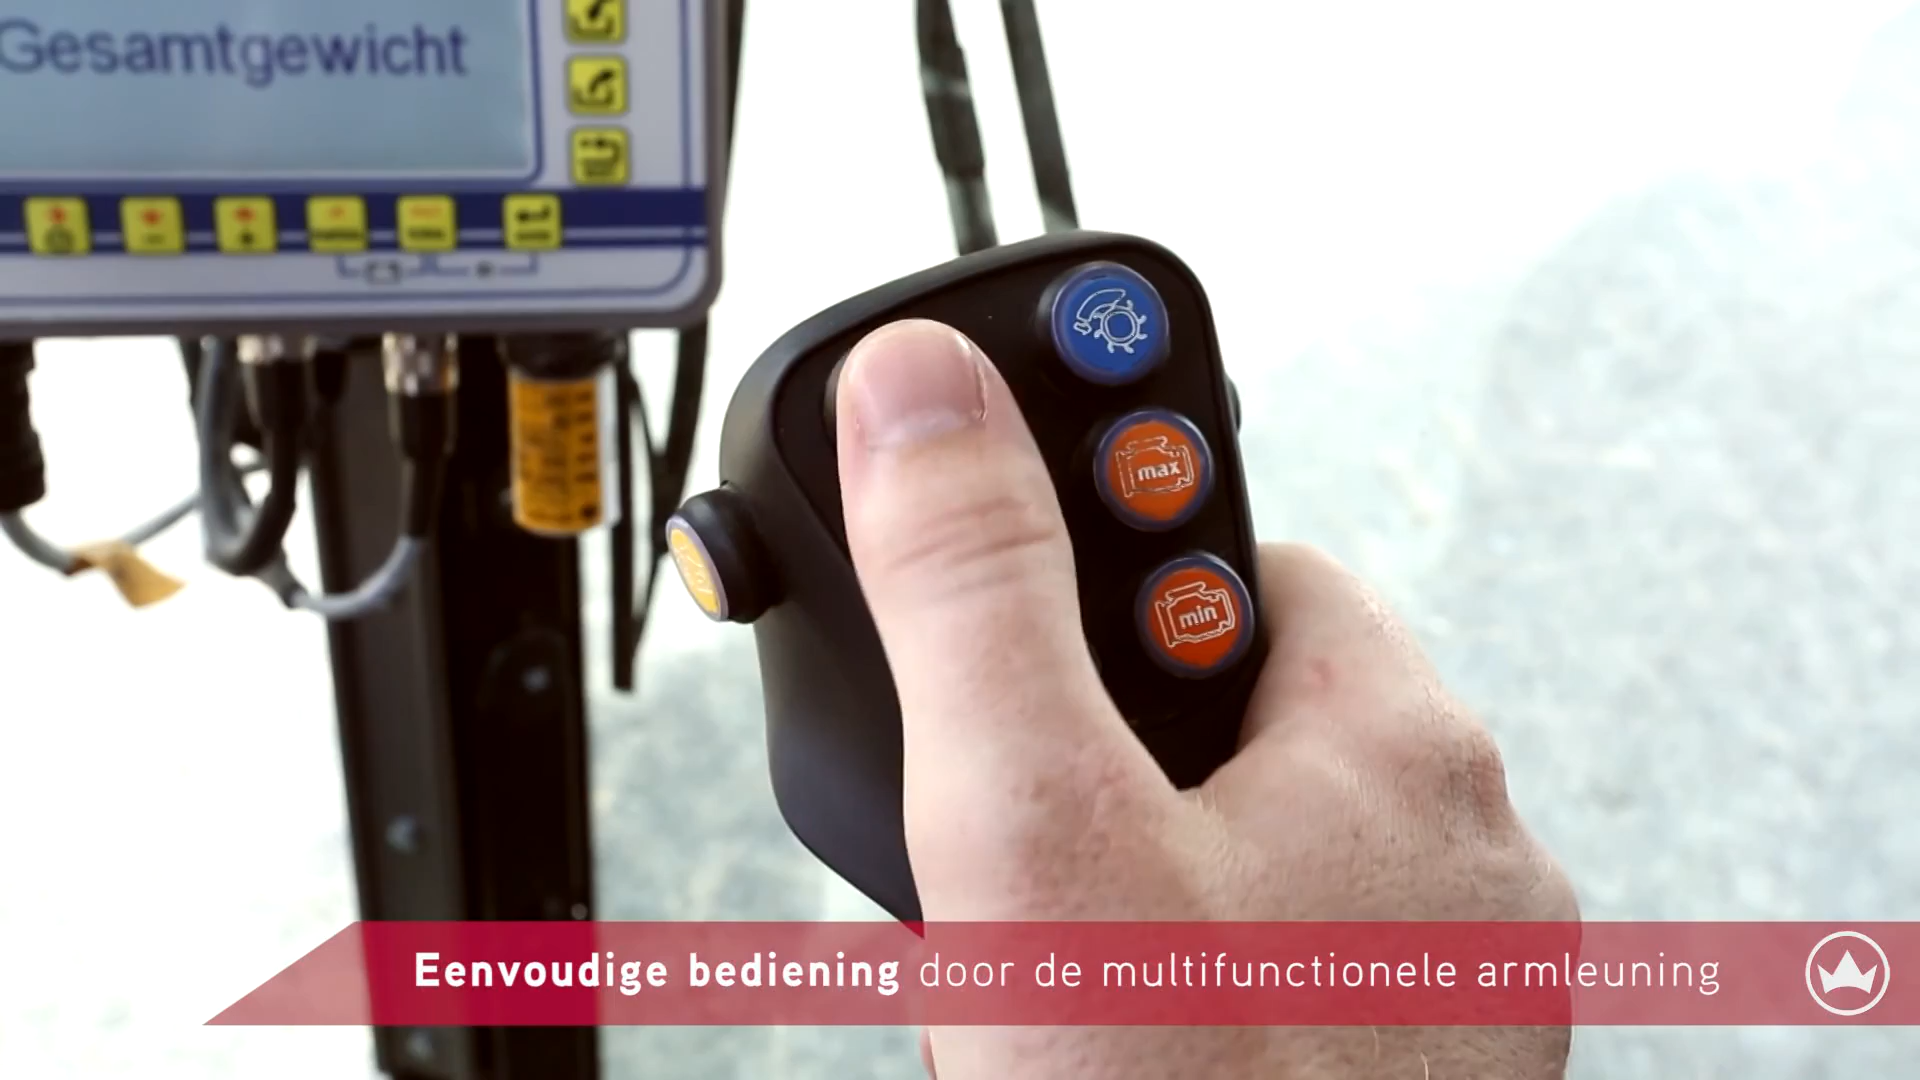 Gesamtgewicht
max
min
Eenvoudige bediening door de multifunctionele armleuning